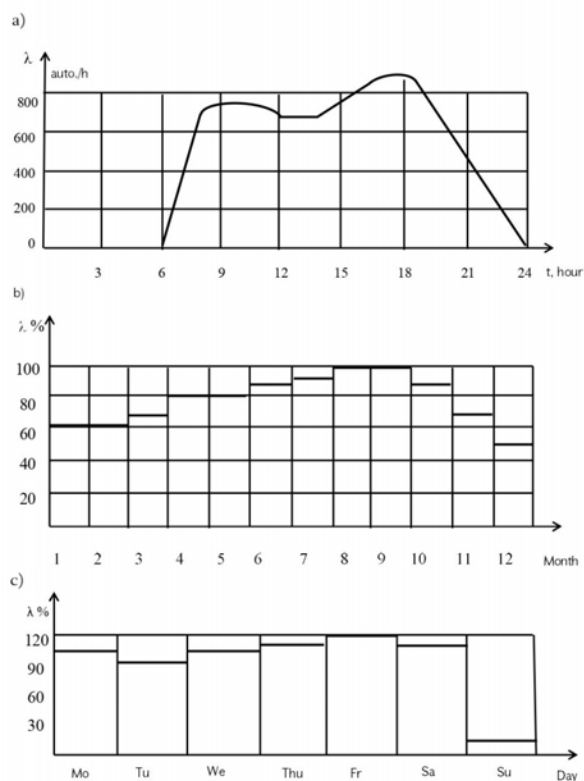 a)
λ
auto./h
800
600
400
200
0
3 6 9 12 15 18 21 24 t, hour
b)
λ %
100
80
60
40
20
1 2 3 4 5 6 7 8 9 10 11 12 Month
c)
λ %
120
90
60
30
Mo Tu We Thu Fr Sa Su Day